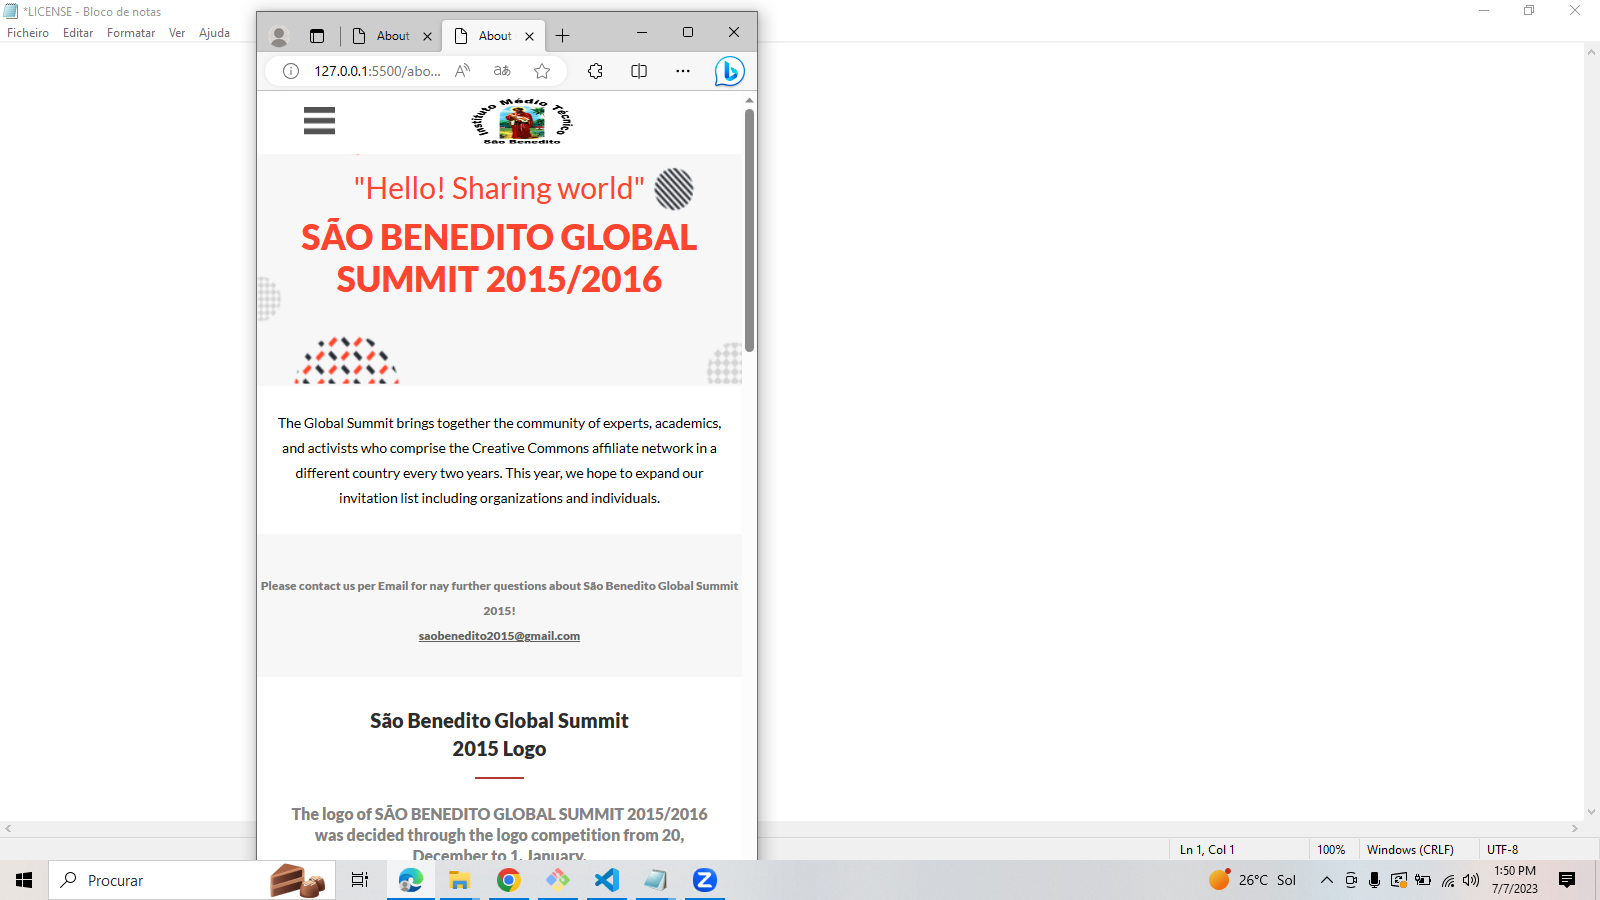 *LICENSE - Bloco de notas
Ficheiro Editar Formatar Ver Ajuda
About About
127.0.0.1:5500/abo...
Instituto Médio Técnico
São Benedito
"Hello! Sharing world"
SÃO BENEDITO GLOBAL
SUMMIT 2015/2016
The Global Summit brings together the community of experts, academics,
and activists who comprise the Creative Commons affiliate network in a
different country every two years. This year, we hope to expand our
invitation list including organizations and individuals.
Please contact us per Email for nay further questions about São Benedito Global Summit
2015!
saobenedito2015@gmail.com
São Benedito Global Summit
2015 Logo
The logo of SÃO BENEDITO GLOBAL SUMMIT 2015/2016
was decided through the logo competition from 20,
December to 1, January.
Ln 1, Col 1 100% Windows (CRLF) UTF-8
Procurar
26°C Sol
1:50 PM
7/7/2023